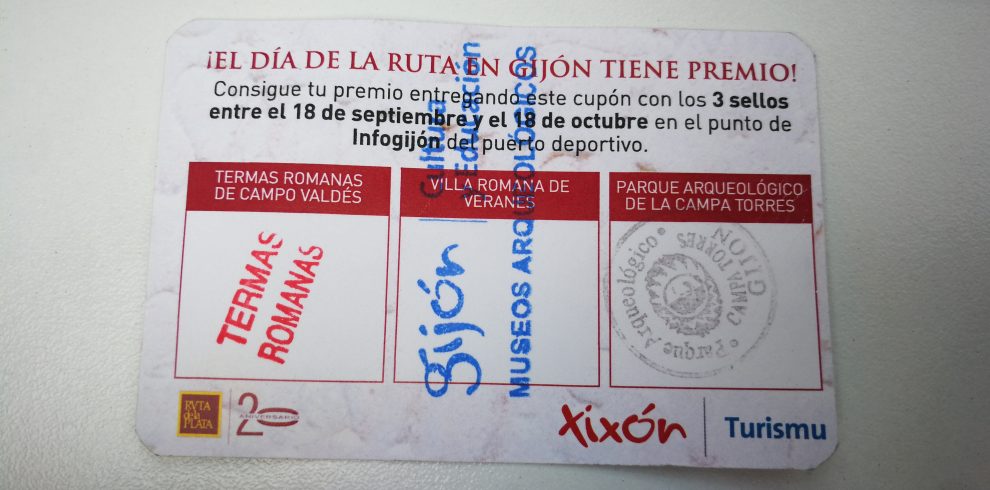 ¡EL DÍA DE LA RUTA EN GIJÓN TIENE PREMIO!
Consigue tu premio entregando este cupón con los 3 sellos
entre el 18 de septiembre y el 18 de octubre en el punto de
Infogijón del puerto deportivo.
TERMAS ROMANAS
DE CAMPO VALDÉS
TERMAS
ROMANAS
VILLA ROMANA DE
VERANES
gijón
Cultura
y Educación
MUSEOS ARQUEOLÓGICOS
PARQUE ARQUEOLÓGICO
DE LA CAMPA TORRES
Parque Arqueológico
CAMPA TORRES
GIJON
RVTA
de la
PLATA
20
ANIVERSARIO
xixón
Turismu